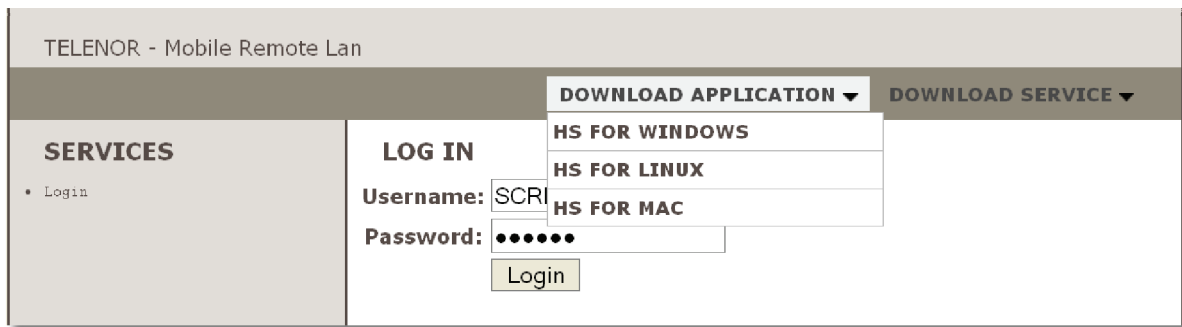 TELENOR - Mobile Remote Lan
DOWNLOAD APPLICATION DOWNLOAD SERVICE
HS FOR WINDOWS
HS FOR LINUX
HS FOR MAC
SERVICES
• Login
LOG IN
Username:
Password: ••••••
Login